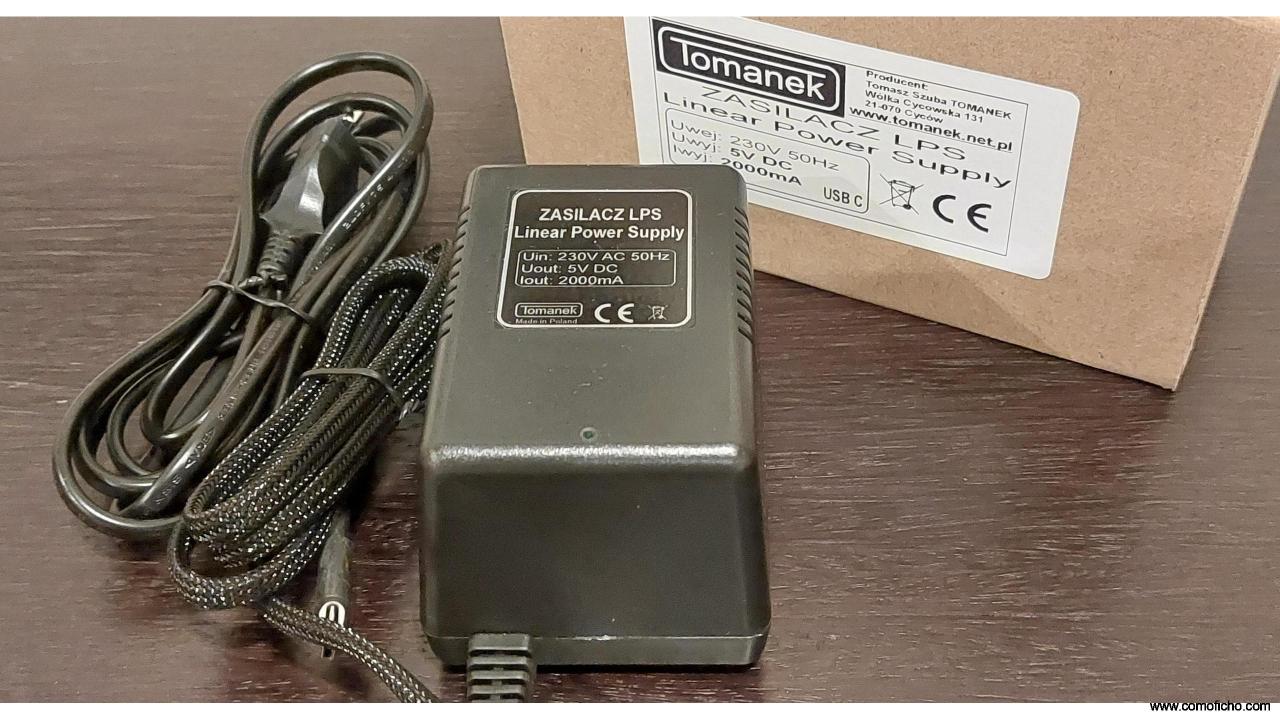 Tomanek
Producent:
Tomasz Szuba TOMANEK
Wólka Cycowska 131
21-070 Cyców
www.tomanek.net.pl
ZASILACZ LPS
Linear Power Supply
Uwej: 230V 50Hz
Uwyj: 5V DC
Iwyj: 2000mA
USB C
CE
ZASILACZ LPS
Linear Power Supply
Uin: 230V AC 50Hz
Uout: 5V DC
Iout: 2000mA
Tomanek
CE
Made in Poland
www.comoficho.com